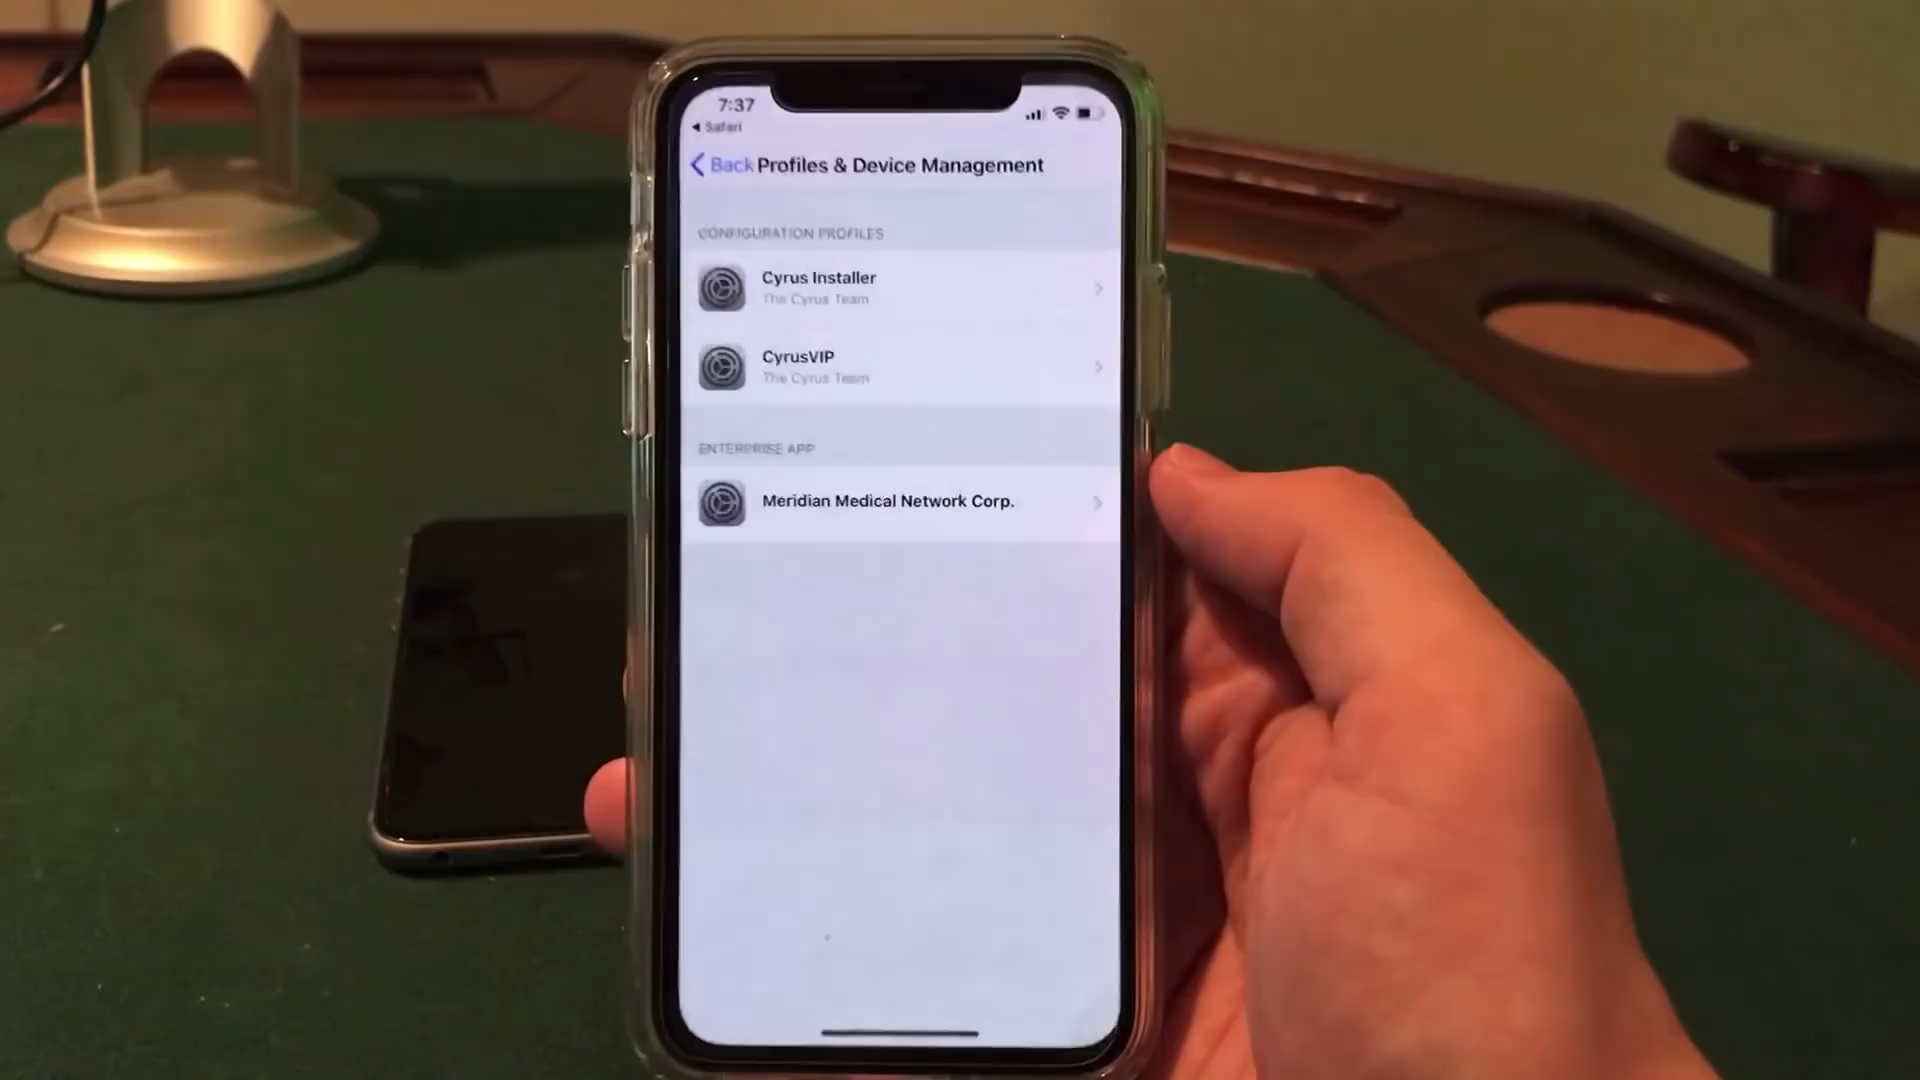 7:37
Safari
Back Profiles & Device Management
CONFIGURATION PROFILES
Cyrus Installer
The Cyrus Team
CyrusVIP
The Cyrus Team
ENTERPRISE APP
Meridian Medical Network Corp.